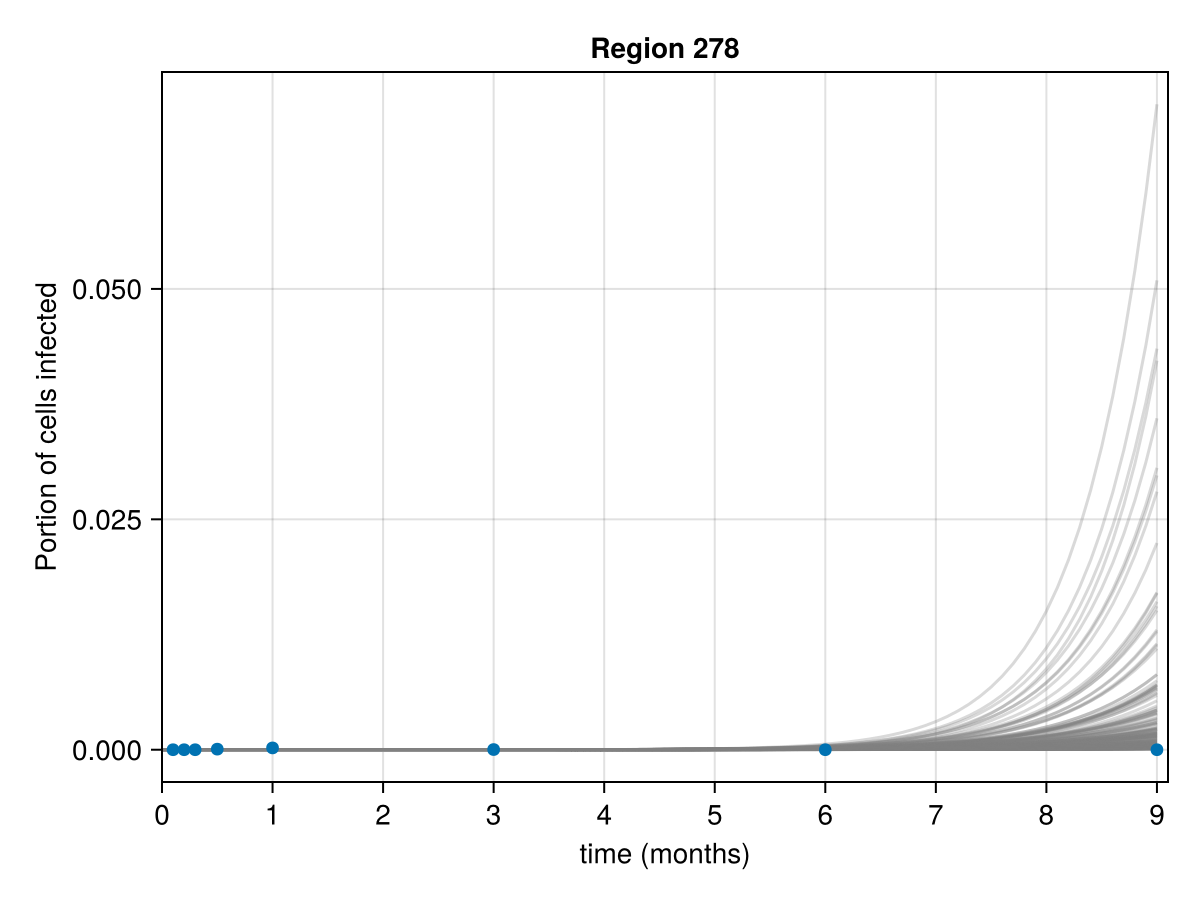 Region 278
Portion of cells infected
0.050
0.025
0.000
0 1 2 3 4 5 6 7 8 9
time (months)